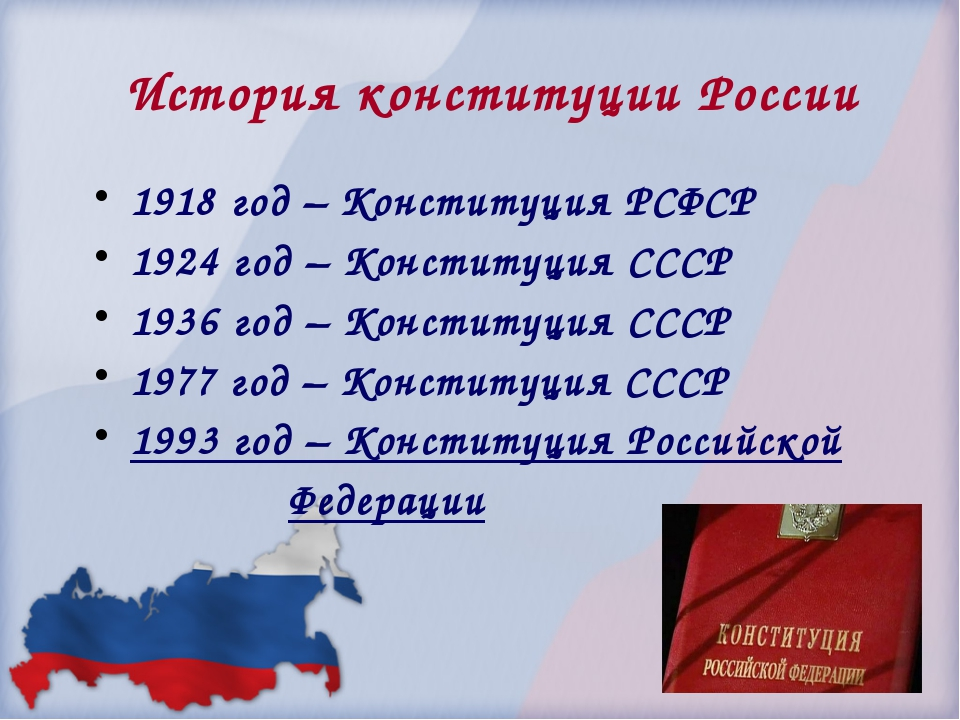 История конституции России
• 1918 год – Конституция РСФСР
• 1924 год – Конституция СССР
• 1936 год – Конституция СССР
• 1977 год – Конституция СССР
• 1993 год – Конституция Российской
Федерации
КОНСТИТУЦИЯ
РОССИЙСКОЙ ФЕДЕРАЦИИ